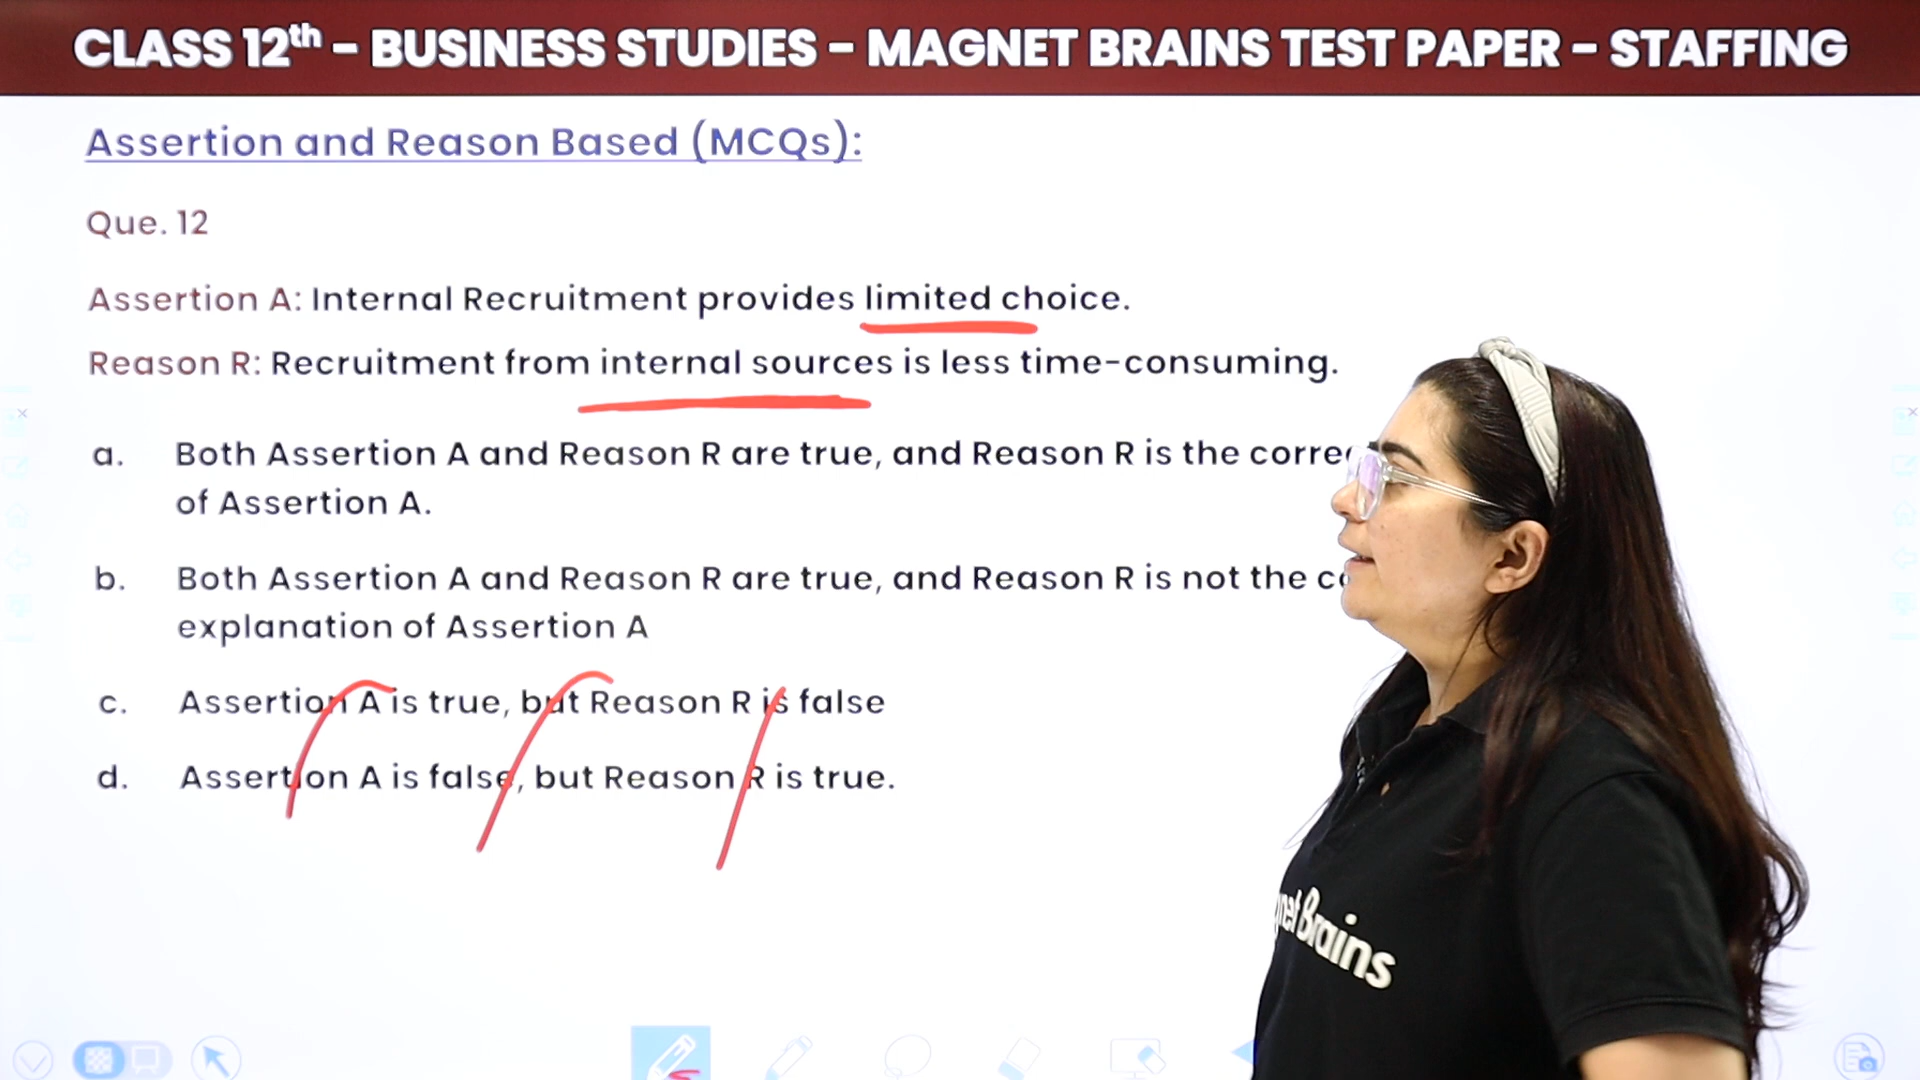 CLASS 12th – BUSINESS STUDIES – MAGNET BRAINS TEST PAPER – STAFFING
Assertion and Reason Based (MCQs):
Que. 12
Assertion A: Internal Recruitment provides limited choice.
Reason R: Recruitment from internal sources is less time-consuming.
a. Both Assertion A and Reason R are true, and Reason R is the
of Assertion A.
b. Both Assertion A and Reason R are true, and Reason R is not the
explanation of Assertion A
c. Assertion A is true, but Reason R is false
d. Assertion A is false, but Reason R is true.
Brains